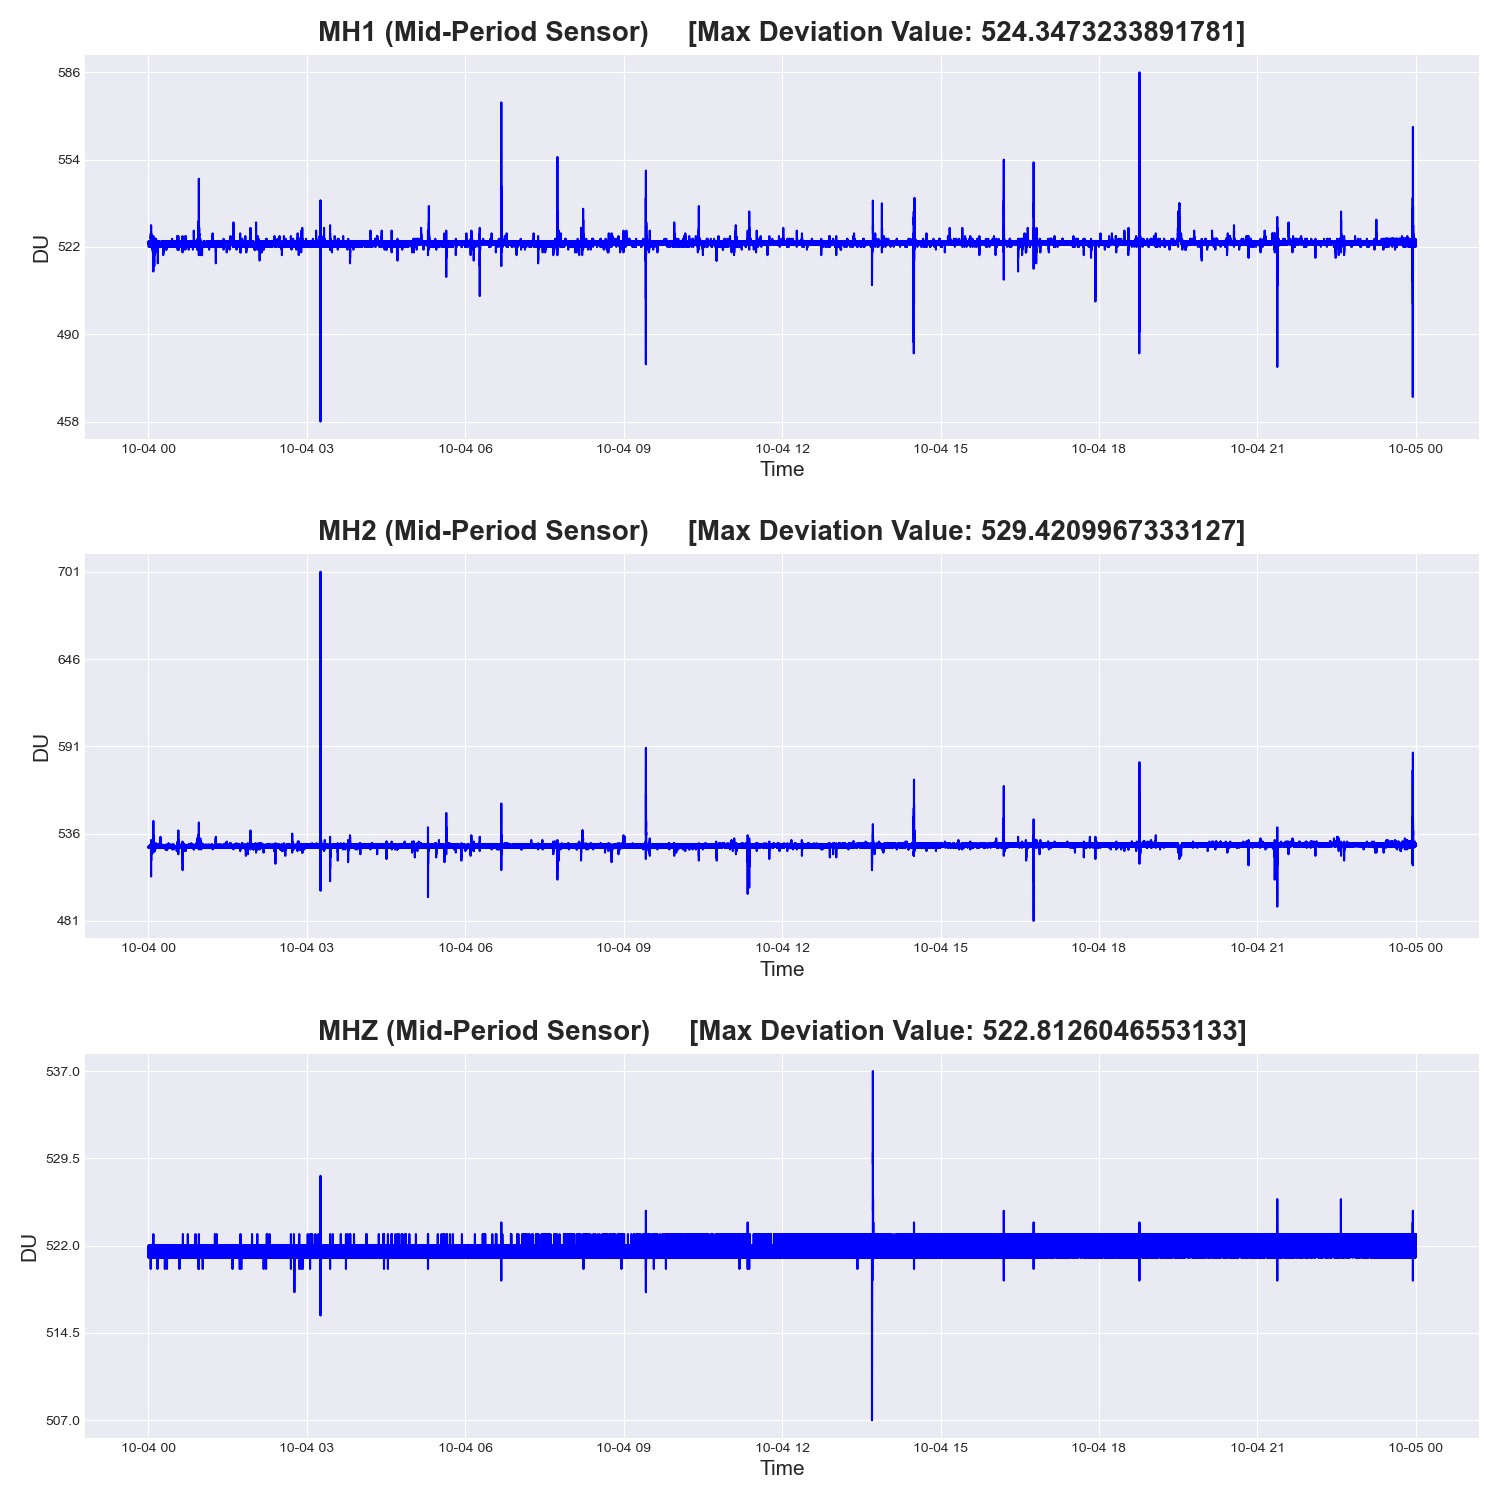 MH1 (Mid-Period Sensor) [Max Deviation Value: 524.3473233891781]
586
554
522
490
458
DU
10-04 00 10-04 03 10-04 06 10-04 09 10-04 12 10-04 15 10-04 18 10-04 21 10-05 00
Time
MH2 (Mid-Period Sensor) [Max Deviation Value: 529.4209967333127]
701
646
591
536
481
DU
10-04 00 10-04 03 10-04 06 10-04 09 10-04 12 10-04 15 10-04 18 10-04 21 10-05 00
Time
MHZ (Mid-Period Sensor) [Max Deviation Value: 522.8126046553133]
537.0
529.5
522.0
514.5
507.0
DU
10-04 00 10-04 03 10-04 06 10-04 09 10-04 12 10-04 15 10-04 18 10-04 21 10-05 00
Time